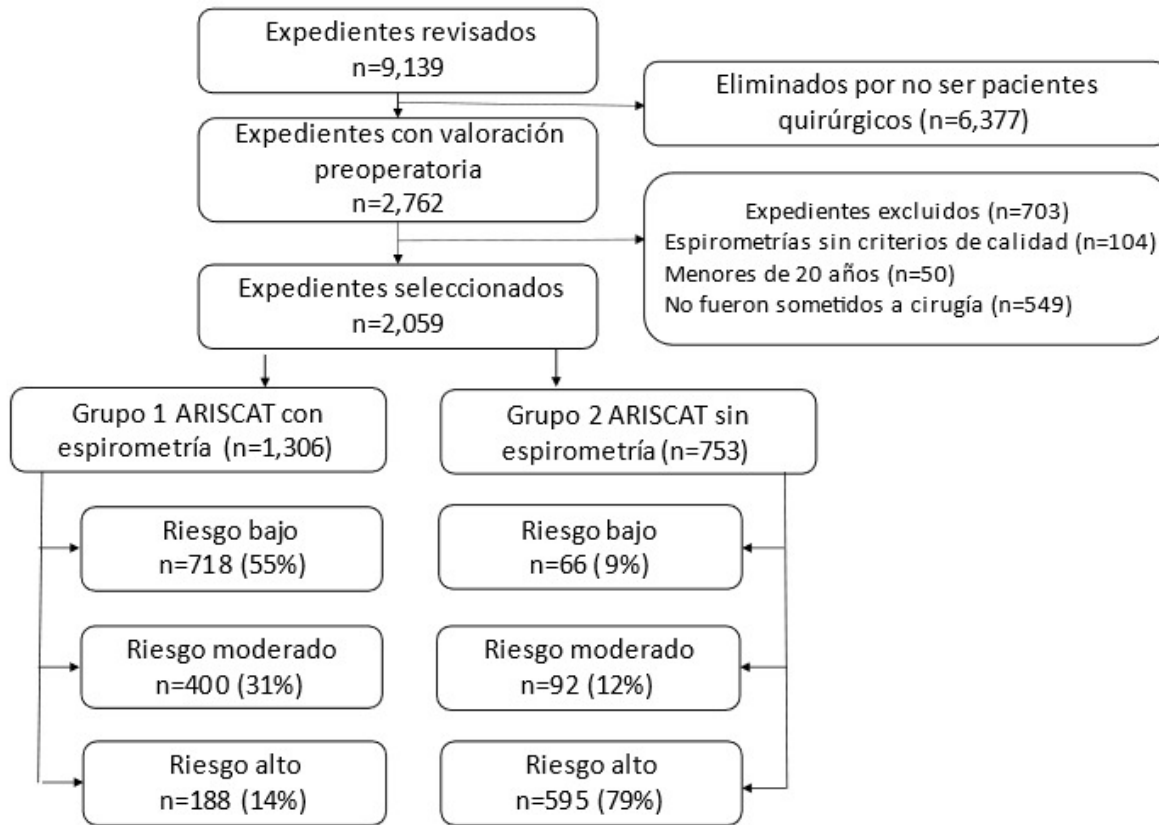 Expedientes revisados
n=9,139
Eliminados por no ser pacientes
quirúrgicos (n=6,377)
Expedientes con valoración
preoperatoria
n=2,762
Expedientes excluidos (n=703)
Espirometrías sin criterios de calidad (n=104)
Menores de 20 años (n=50)
No fueron sometidos a cirugía (n=549)
Expedientes seleccionados
n=2,059
Grupo 1 ARISCAT con
espirometría (n=1,306)
Grupo 2 ARISCAT sin
espirometría (n=753)
Riesgo bajo
n=718 (55%)
Riesgo bajo
n=66 (9%)
Riesgo moderado
n=400 (31%)
Riesgo moderado
n=92 (12%)
Riesgo alto
n=188 (14%)
Riesgo alto
n=595 (79%)